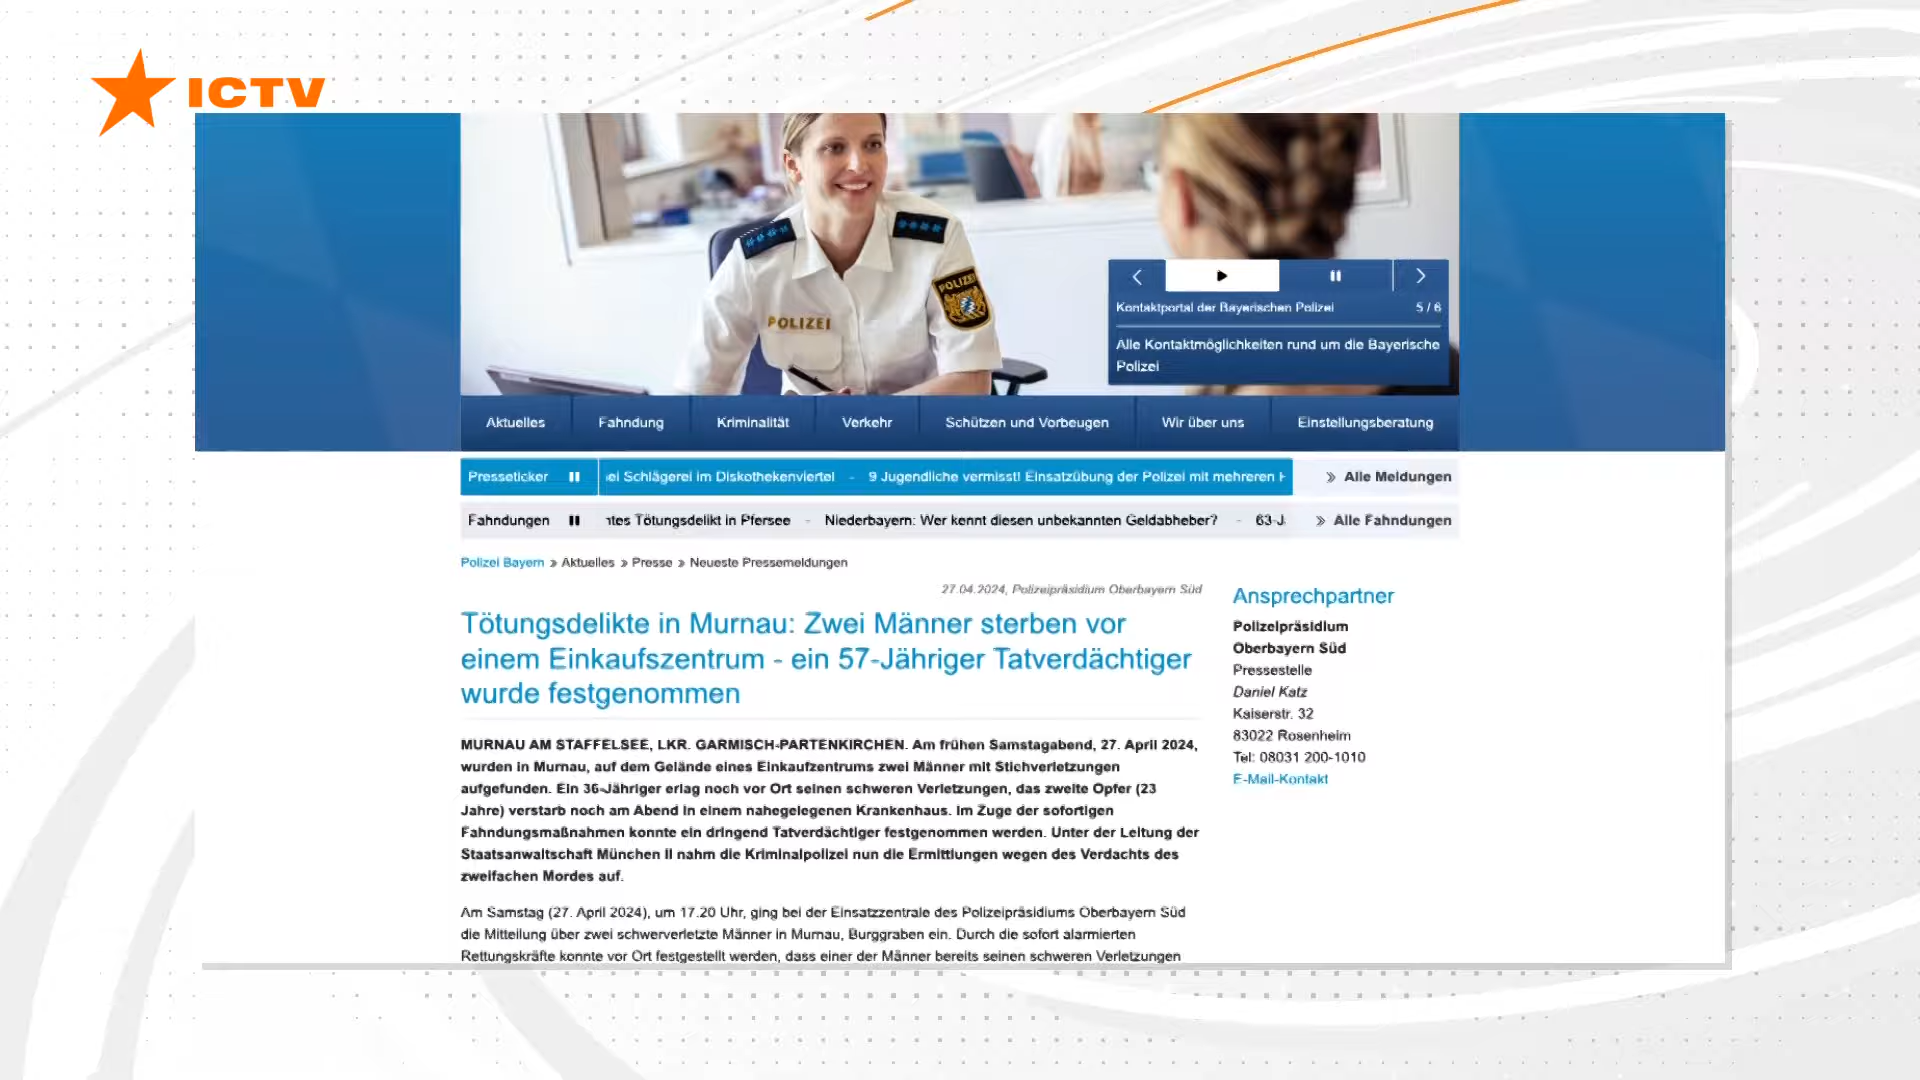 ICTV
POLIZEI
POLIZEI
Kontaktportal der Bayerischen Polizei 5 / 6
Alle Kontaktmöglichkeiten rund um die Bayerische
Polizei
Aktuelles Fahndung Kriminalität Verkehr Schützen und Vorbeugen Wir über uns Einstellungsberatung
Presseticker ei Schlägerei im Diskothekenviertel - 9 Jugendliche vermisst! Einsatzübung der Polizei mit mehreren » Alle Meldungen
Fahndungen ntes Tötungsdelikt in Pfersee - Niederbayern: Wer kennt diesen unbekannten Geldabheber? - 63-J » Alle Fahndungen
Polizei Bayern » Aktuelles » Presse » Neueste Pressemeldungen
27.04.2024, Polizeipräsidium Oberbayern Süd
Tötungsdelikte in Murnau: Zwei Männer sterben vor
einem Einkaufszentrum - ein 57-Jähriger Tatverdächtiger
wurde festgenommen
MURNAU AM STAFFELSEE, LKR. GARMISCH-PARTENKIRCHEN. Am frühen Samstagabend, 27. April 2024,
wurden in Murnau, auf dem Gelände eines Einkaufzentrums zwei Männer mit Stichverletzungen
aufgefunden. Ein 36-Jähriger erlag noch vor Ort seinen schweren Verletzungen, das zweite Opfer (23
Jahre) verstarb noch am Abend in einem nahegelegenen Krankenhaus. Im Zuge der sofortigen
Fahndungsmaßnahmen konnte ein dringend Tatverdächtiger festgenommen werden. Unter der Leitung der
Staatsanwaltschaft München II nahm die Kriminalpolizei nun die Ermittlungen wegen des Verdachts des
zweifachen Mordes auf.
Am Samstag (27. April 2024), um 17.20 Uhr, ging bei der Einsatzzentrale des Polizeipräsidiums Oberbayern Süd
die Mitteilung über zwei schwerverletzte Männer in Murnau, Burggraben ein. Durch die sofort alarmierten
Rettungskräfte konnte vor Ort festgestellt werden, dass einer der Männer bereits seinen schweren Verletzungen
Ansprechpartner
Polizeipräsidium
Oberbayern Süd
Pressestelle
Daniel Katz
Kaiserstr. 32
83022 Rosenheim
Tel: 08031 200-1010
E-Mail-Kontakt